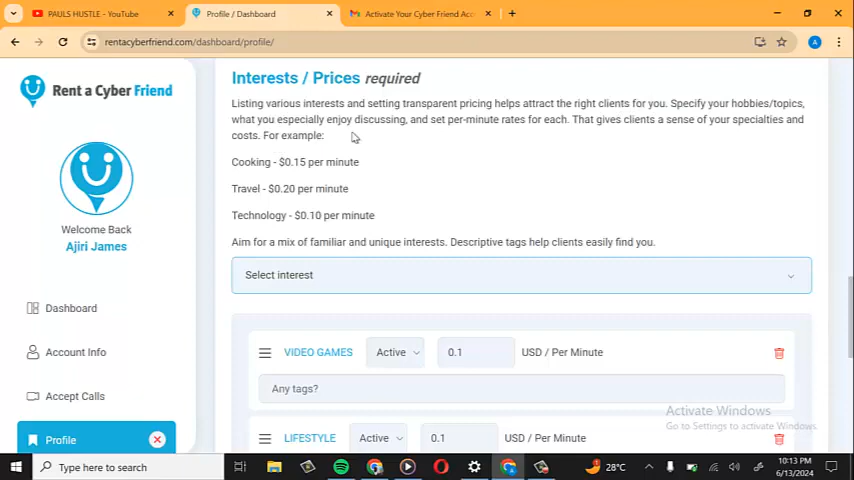 PAULS HUSTLE - YouTube
Profile / Dashboard
Activate Your Cyber Friend Acc
rentacyberfriend.com/dashboard/profile/
A
Rent a Cyber Friend
Welcome Back
Ajiri James
Dashboard
Account Info
Accept Calls
Profile
Interests / Prices required
Listing various interests and setting transparent pricing helps attract the right clients for you. Specify your hobbies/topics,
what you especially enjoy discussing, and set per-minute rates for each. That gives clients a sense of your specialties and
costs. For example:
Cooking - $0.15 per minute
Travel - $0.20 per minute
Technology - $0.10 per minute
Aim for a mix of familiar and unique interests. Descriptive tags help clients easily find you.
Select interest
VIDEO GAMES Active 0.1 USD / Per Minute
Any tags?
LIFESTYLE Active 0.1 USD / Per Minute
Activate Windows
Go to Settings to activate Windows.
Type here to search
28°C
10:13 PM
6/13/2024